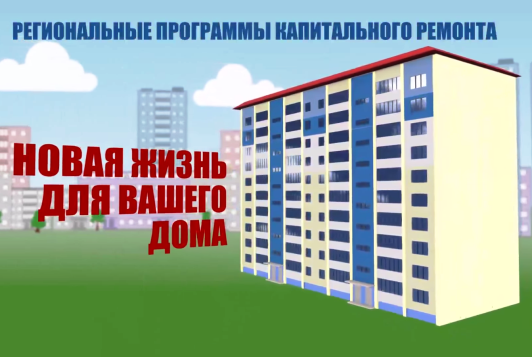 РЕГИОНАЛЬНЫЕ ПРОГРАММЫ КАПИТАЛЬНОГО РЕМОНТА
НОВАЯ ЖИЗНЬ
ДЛЯ ВАШЕГО
ДОМА